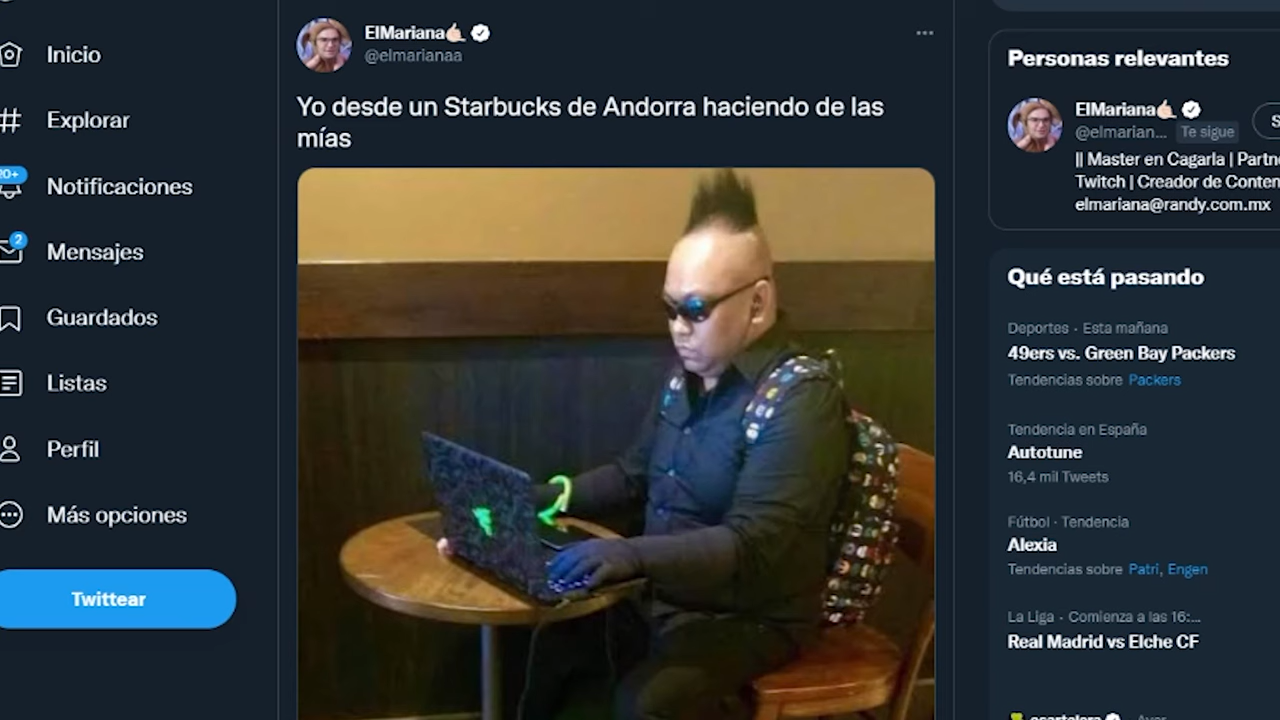 Inicio
Explorar
20+
Notificaciones
2
Mensajes
Guardados
Listas
Perfil
Más opciones
Twittear
ElMariana
@elmarianaa
Yo desde un Starbucks de Andorra haciendo de las
mías
Personas relevantes
ElMariana
@elmarian... Te sigue
|| Master en Cagarla |
Twitch | Creador de
elmariana@randy.com.mx
Qué está pasando
Deportes · Esta mañana
49ers vs. Green Bay Packers
Tendencias sobre Packers
Tendencia en España
Autotune
16,4 mil Tweets
Fútbol · Tendencia
Alexia
Tendencias sobre Patri, Engen
La Liga · Comienza a las 16:...
Real Madrid vs Elche CF